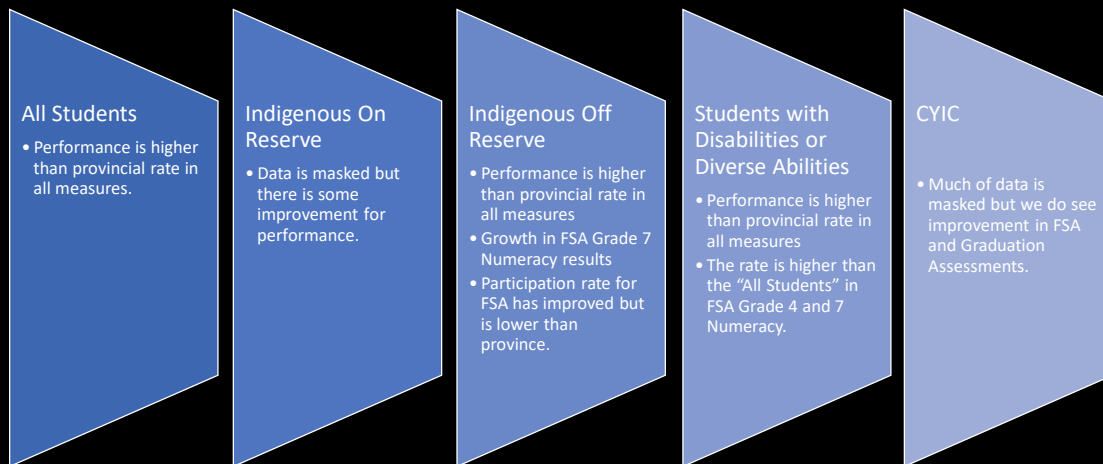 All Students
• Performance is higher
than provincial rate in
all measures.
Indigenous On
Reserve
• Data is masked but
there is some
improvement for
performance.
Indigenous Off
Reserve
• Performance is higher
than provincial rate in
all measures
• Growth in FSA Grade 7
Numeracy results
• Participation rate for
FSA has improved but
is lower than
province.
Students with
Disabilities or
Diverse Abilities
• Performance is higher
than provincial rate in
all measures
• The rate is higher than
the “All Students” in
FSA Grade 4 and 7
Numeracy.
CYIC
• Much of data is
masked but we do see
improvement in FSA
and Graduation
Assessments.